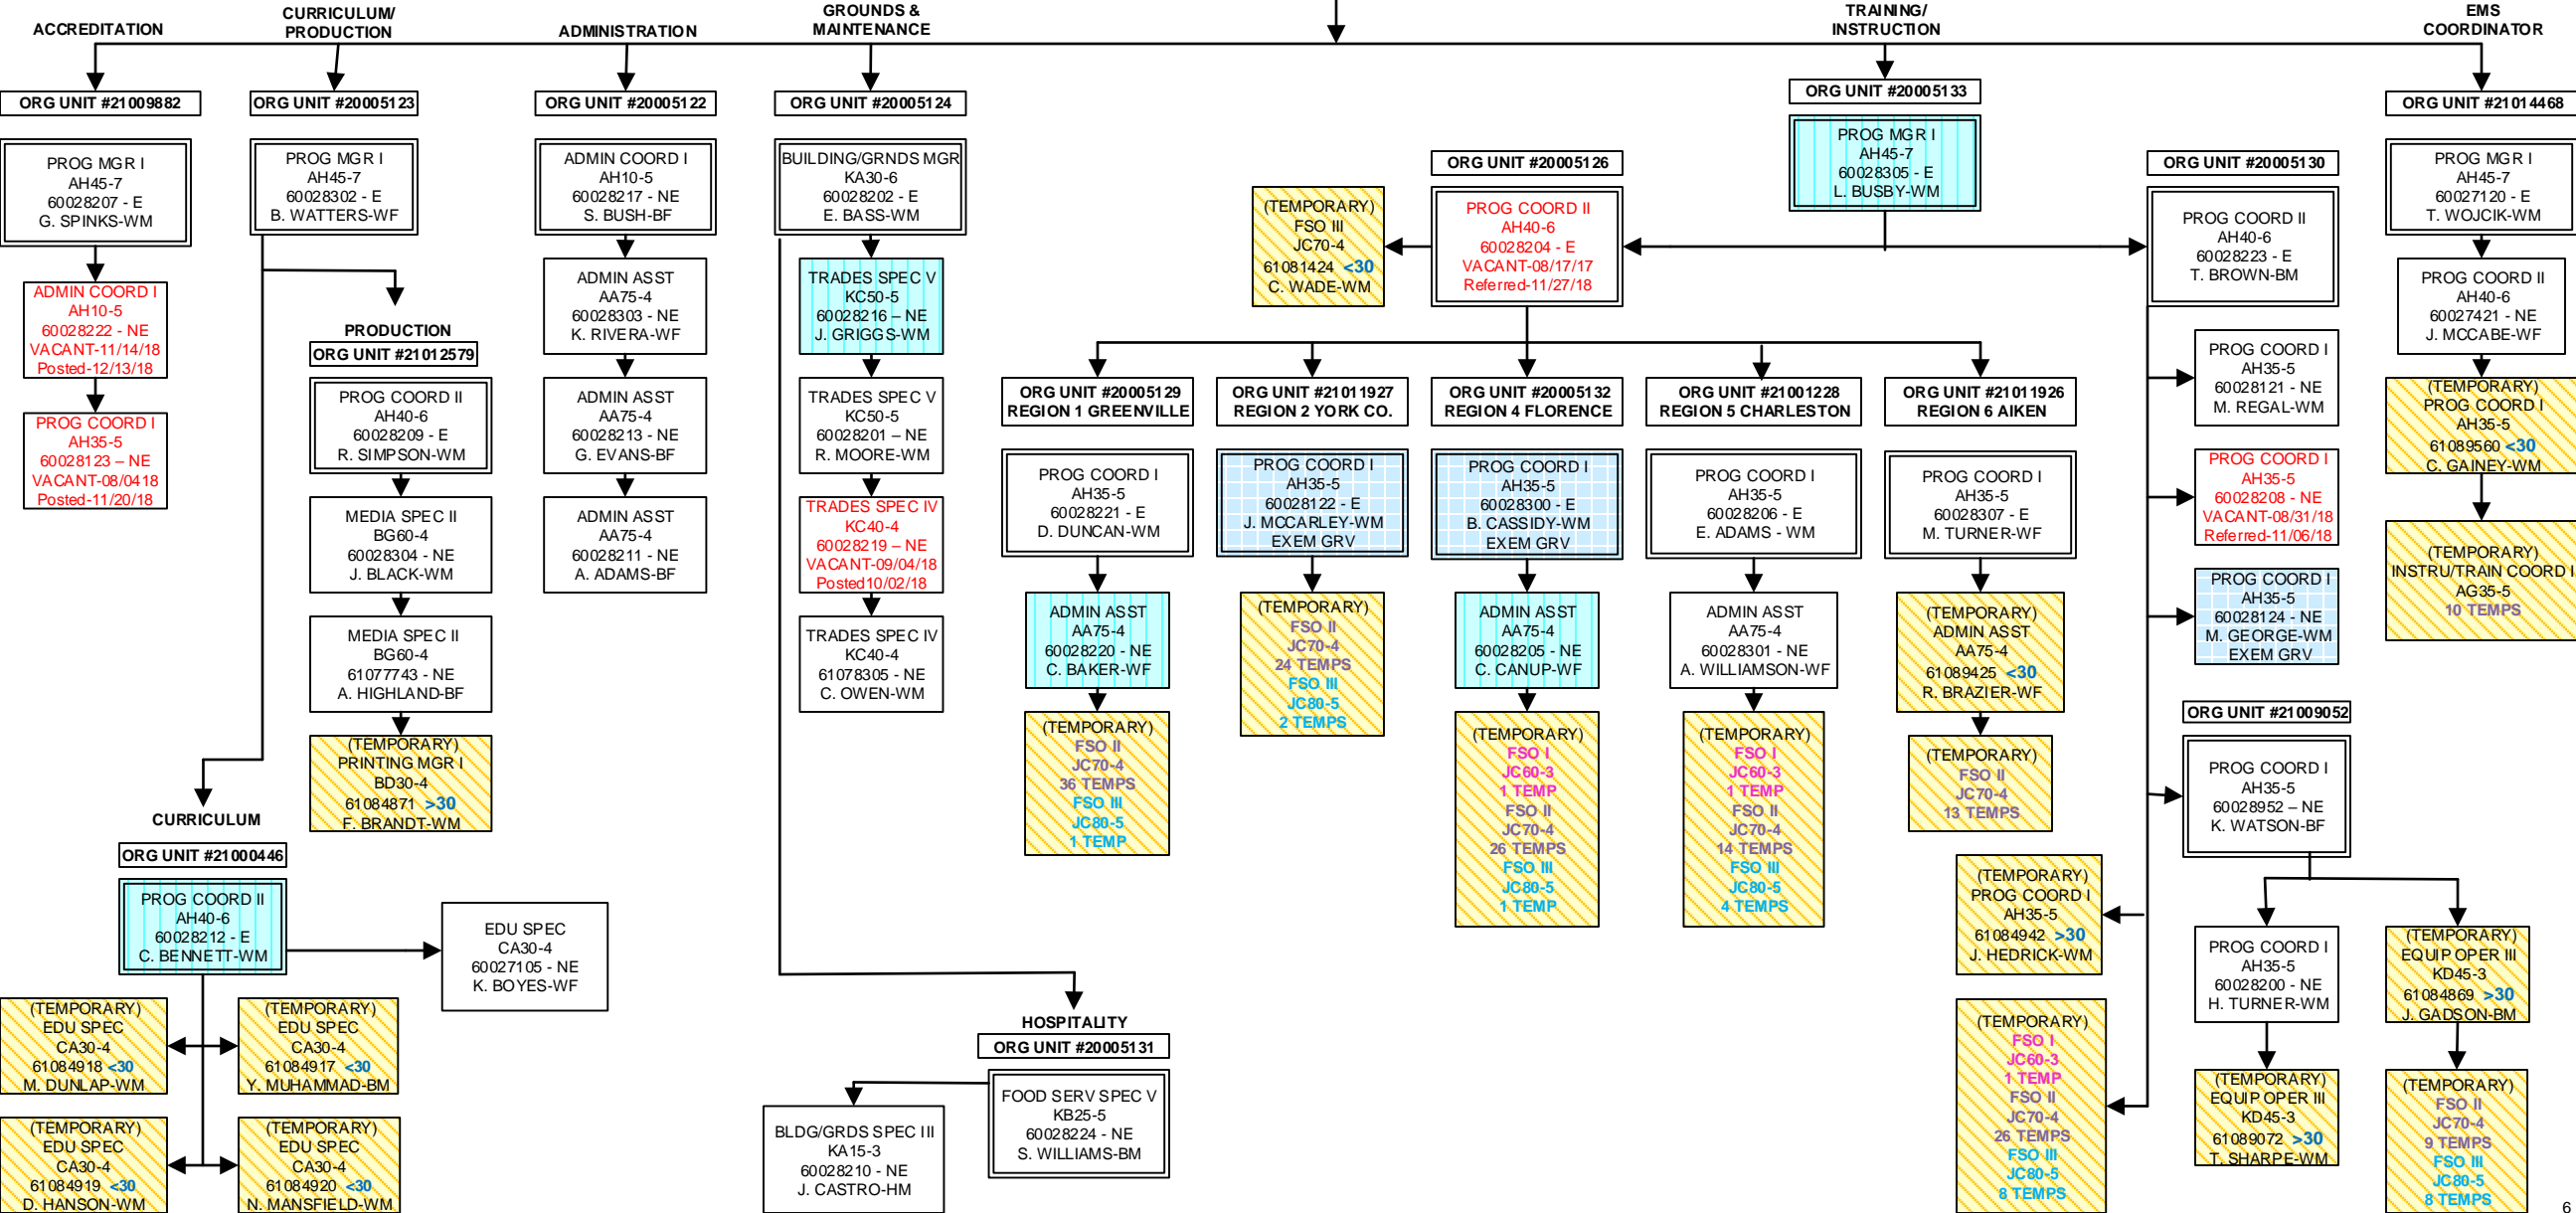 ACCREDITATION
CURRICULUM/
PRODUCTION
ADMINISTRATION
GROUNDS &
MAINTENANCE
TRAINING/
INSTRUCTION
EMS
COORDINATOR
ORG UNIT #21009882
PROG MGR I
AH45-7
60028207 - E
G. SPINKS-WM
ADMIN COORD I
AH10-5
60028222 - NE
VACANT-11/14/18
Posted-12/13/18
PROG COORD I
AH35-5
60028123 – NE
VACANT-08/0418
Posted-11/20/18
ORG UNIT #20005123
PROG MGR I
AH45-7
60028302 - E
B. WATTERS-WF
PRODUCTION
ORG UNIT #21012579
PROG COORD II
AH40-6
60028209 - E
R. SIMPSON-WM
MEDIA SPEC II
BG60-4
60028304 - NE
J. BLACK-WM
MEDIA SPEC II
BG60-4
61077743 - NE
A. HIGHLAND-BF
(TEMPORARY)
PRINTING MGR I
BD30-4
61084871 >30
F. BRANDT-WM
CURRICULUM
ORG UNIT #21000446
PROG COORD II
AH40-6
60028212 - E
C. BENNETT-WM
EDU SPEC
CA30-4
60027105 - NE
K. BOYES-WF
(TEMPORARY)
EDU SPEC
CA30-4
61084918 <30
M. DUNLAP-WM
(TEMPORARY)
EDU SPEC
CA30-4
61084917 <30
Y. MUHAMMAD-BM
(TEMPORARY)
EDU SPEC
CA30-4
61084919 <30
D. HANSON-WM
(TEMPORARY)
EDU SPEC
CA30-4
61084920 <30
N. MANSFIELD-WM
ORG UNIT #20005122
ADMIN COORD I
AH10-5
60028217 - NE
S. BUSH-BF
ADMIN ASST
AA75-4
60028303 - NE
K. RIVERA-WF
ADMIN ASST
AA75-4
60028213 - NE
G. EVANS-BF
ADMIN ASST
AA75-4
60028211 - NE
A. ADAMS-BF
ORG UNIT #20005124
BUILDING/GRNDS MGR
KA30-6
60028202 - E
E. BASS-WM
TRADES SPEC V
KC50-5
60028216 – NE
J. GRIGGS-WM
TRADES SPEC V
KC50-5
60028201 – NE
R. MOORE-WM
TRADES SPEC IV
KC40-4
60028219 – NE
VACANT-09/04/18
Posted10/02/18
TRADES SPEC IV
KC40-4
61078305 - NE
C. OWEN-WM
HOSPITALITY
ORG UNIT #20005131
FOOD SERV SPEC V
KB25-5
60028224 - NE
S. WILLIAMS-BM
BLDG/GRDS SPEC III
KA15-3
60028210 - NE
J. CASTRO-HM
ORG UNIT #20005133
PROG MGR I
AH45-7
60028305 - E
L. BUSBY-WM
ORG UNIT #20005126
PROG COORD II
AH40-6
60028204 - E
VACANT-08/17/17
Referred-11/27/18
(TEMPORARY)
FSO III
JC70-4
61081424 <30
C. WADE-WM
ORG UNIT #20005129
REGION 1 GREENVILLE
PROG COORD I
AH35-5
60028221 - E
D. DUNCAN-WM
ADMIN ASST
AA75-4
60028220 - NE
C. BAKER-WF
(TEMPORARY)
FSO II
JC70-4
36 TEMPS
FSO III
JC80-5
1 TEMP
ORG UNIT #21011927
REGION 2 YORK CO.
PROG COORD I
AH35-5
60028122 - E
J. MCCARLEY-WM
EXEM GRV
(TEMPORARY)
FSO II
JC70-4
24 TEMPS
FSO III
JC80-5
2 TEMPS
ORG UNIT #20005132
REGION 4 FLORENCE
PROG COORD I
AH35-5
60028300 - E
B. CASSIDY-WM
EXEM GRV
ADMIN ASST
AA75-4
60028205 - NE
C. CANUP-WF
(TEMPORARY)
FSO I
JC60-3
1 TEMP
FSO II
JC70-4
26 TEMPS
FSO III
JC80-5
1 TEMP
ORG UNIT #21001228
REGION 5 CHARLESTON
PROG COORD I
AH35-5
60028206 - E
E. ADAMS - WM
ADMIN ASST
AA75-4
60028301 - NE
A. WILLIAMSON-WF
(TEMPORARY)
FSO I
JC60-3
1 TEMP
FSO II
JC70-4
14 TEMPS
FSO III
JC80-5
4 TEMPS
ORG UNIT #21011926
REGION 6 AIKEN
PROG COORD I
AH35-5
60028307 - E
M. TURNER-WF
(TEMPORARY)
ADMIN ASST
AA75-4
61089425 <30
R. BRAZIER-WF
(TEMPORARY)
FSO II
JC70-4
13 TEMPS
ORG UNIT #20005130
PROG COORD II
AH40-6
60028223 - E
T. BROWN-BM
PROG COORD I
AH35-5
60028121 - NE
M. REGAL-WM
PROG COORD I
AH35-5
60028208 - NE
VACANT-08/31/18
Referred-11/06/18
PROG COORD I
AH35-5
60028124 - NE
M. GEORGE-WM
EXEM GRV
ORG UNIT #21009052
PROG COORD I
AH35-5
60028952 – NE
K. WATSON-BF
(TEMPORARY)
PROG COORD I
AH35-5
61084942 >30
J. HEDRICK-WM
(TEMPORARY)
FSO I
JC60-3
1 TEMP
FSO II
JC70-4
26 TEMPS
FSO III
JC80-5
8 TEMPS
PROG COORD I
AH35-5
60028200 - NE
H. TURNER-WM
(TEMPORARY)
EQUIP OPER III
KD45-3
61089072 >30
T. SHARPE-WM
(TEMPORARY)
EQUIP OPER III
KD45-3
61084869 >30
J. GADSON-BM
(TEMPORARY)
FSO II
JC70-4
9 TEMPS
FSO III
JC80-5
8 TEMPS
ORG UNIT #21014468
PROG MGR I
AH45-7
60027120 - E
T. WOJCIK-WM
PROG COORD II
AH40-6
60027421 - NE
J. MCCABE-WF
(TEMPORARY)
PROG COORD I
AH35-5
61089560 <30
C. GAINEY-WM
(TEMPORARY)
INSTRU/TRAIN COORD I
AG35-5
10 TEMPS
6